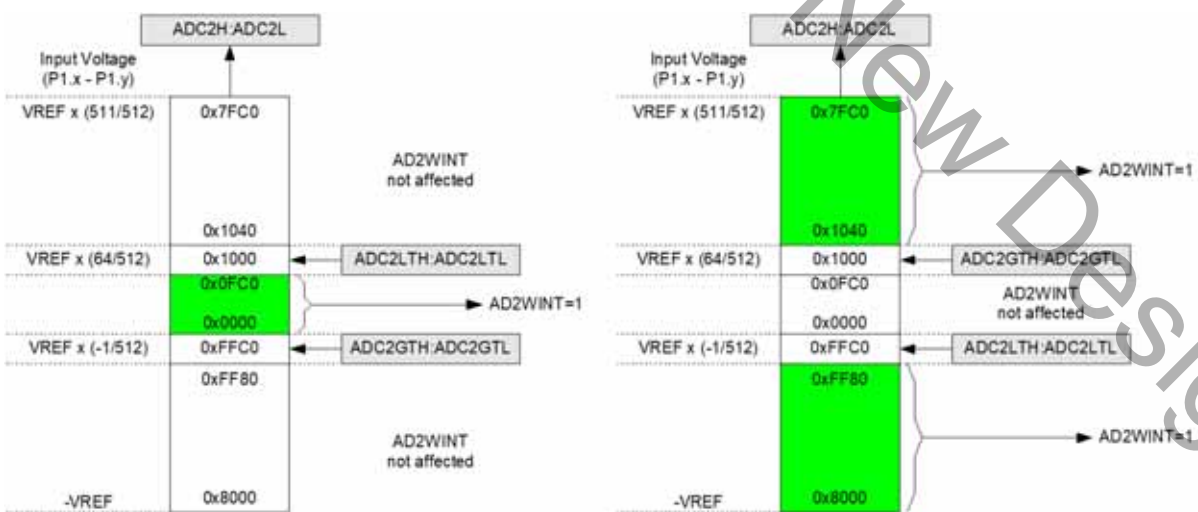 ADC2H:ADC2L
Input Voltage
(P1.x - P1.y)
VREF x (511/512)
0x7FC0
AD2WINT
not affected
0x1040
VREF x (64/512)
0x1000
ADC2LTH:ADC2LTL
0x0FC0
AD2WINT=1
0x0000
VREF x (-1/512)
0xFFC0
ADC2GTH:ADC2GTL
0xFF80
AD2WINT
not affected
-VREF
0x8000
ADC2H:ADC2L
Input Voltage
(P1.x - P1.y)
VREF x (511/512)
0x7FC0
AD2WINT=1
0x1040
VREF x (64/512)
0x1000
ADC2GTH:ADC2GTL
0x0FC0
AD2WINT
not affected
0x0000
VREF x (-1/512)
0xFFC0
ADC2LTH:ADC2LTL
0xFF80
AD2WINT=1
-VREF
0x8000
New